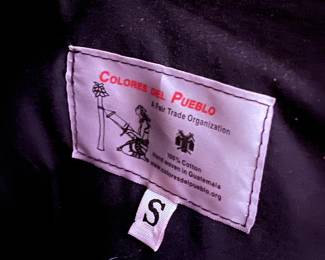 COLORES DEL PUEBLO
A Fair Trade Organization
100% Cotton
Hand woven in Guatemala
www.coloresdelpueblo.org
S